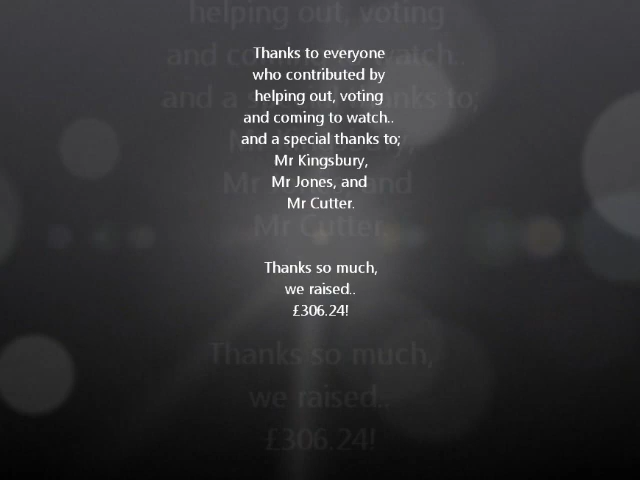 Thanks to everyone
who contributed by
helping out, voting
and coming to watch..
and a special thanks to;
Mr Kingsbury,
Mr Jones, and
Mr Cutter.
Thanks so much,
we raised..
£306.24!